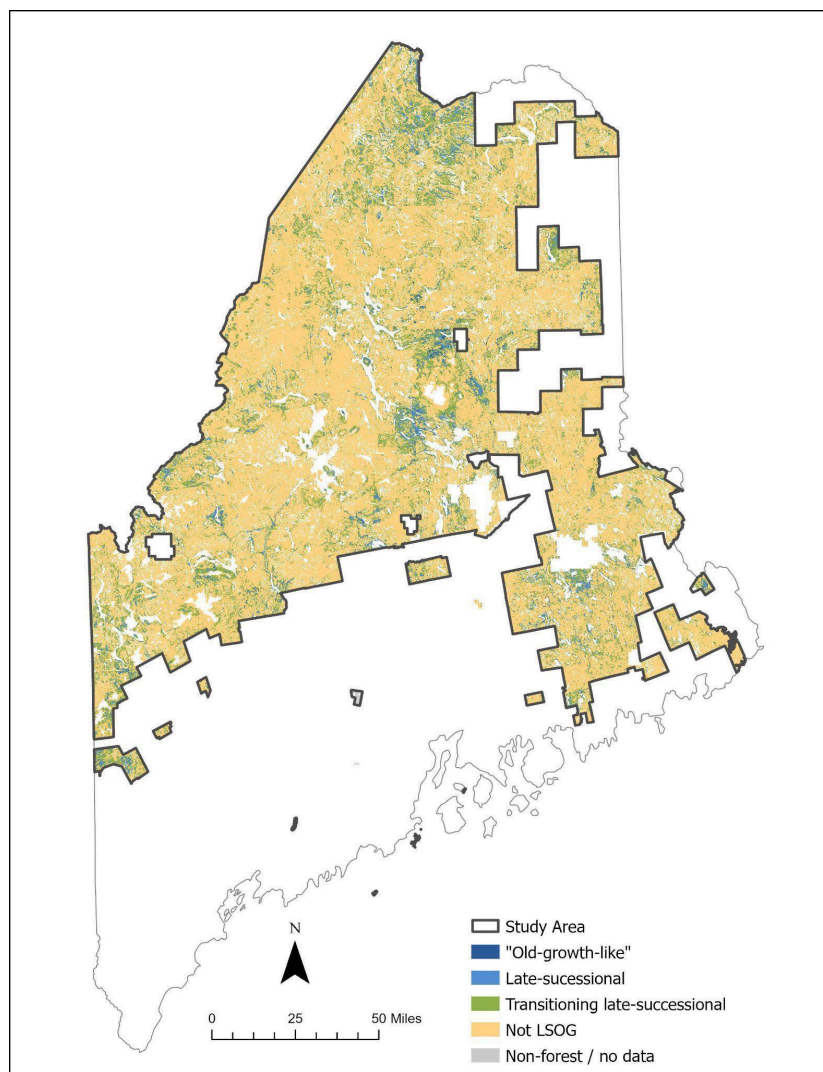 N
0 25 50 Miles
Study Area
"Old-growth-like"
Late-sucessional
Transitioning late-successional
Not LSOG
Non-forest / no data